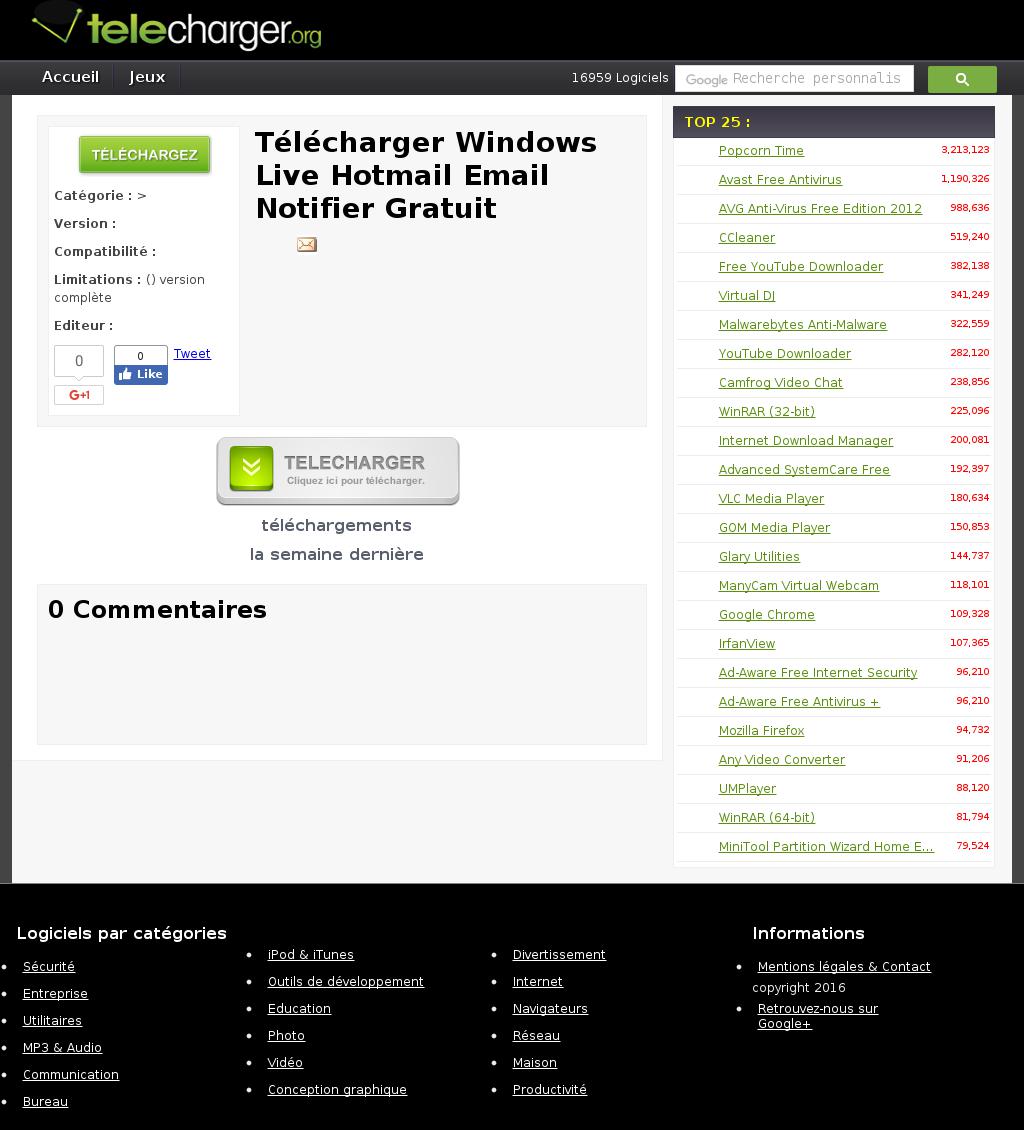 telecharger.org
Accueil
Jeux
16959 Logiciels
Google Recherche personnalis
TÉLÉCHARGEZ
Catégorie : >
Version :
Compatibilité :
Limitations : () version
complète
Editeur :
0
G+1
0
Like
Tweet
Télécharger Windows
Live Hotmail Email
Notifier Gratuit
TELECHARGER
Cliquez ici pour télécharger.
téléchargements
la semaine dernière
0 Commentaires
TOP 25 :
Popcorn Time 3,213,123
Avast Free Antivirus 1,190,326
AVG Anti-Virus Free Edition 2012 988,636
CCleaner 519,240
Free YouTube Downloader 382,138
Virtual DJ 341,249
Malwarebytes Anti-Malware 322,559
YouTube Downloader 282,120
Camfrog Video Chat 238,856
WinRAR (32-bit) 225,096
Internet Download Manager 200,081
Advanced SystemCare Free 192,397
VLC Media Player 180,634
GOM Media Player 150,853
Glary Utilities 144,737
ManyCam Virtual Webcam 118,101
Google Chrome 109,328
IrfanView 107,365
Ad-Aware Free Internet Security 96,210
Ad-Aware Free Antivirus + 96,210
Mozilla Firefox 94,732
Any Video Converter 91,206
UMPlayer 88,120
WinRAR (64-bit) 81,794
MiniTool Partition Wizard Home E... 79,524
Logiciels par catégories
Sécurité
Entreprise
Utilitaires
MP3 & Audio
Communication
Bureau
iPod & iTunes
Outils de développement
Education
Photo
Vidéo
Conception graphique
Divertissement
Internet
Navigateurs
Réseau
Maison
Productivité
Informations
Mentions légales & Contact
copyright 2016
Retrouvez-nous sur
Google+